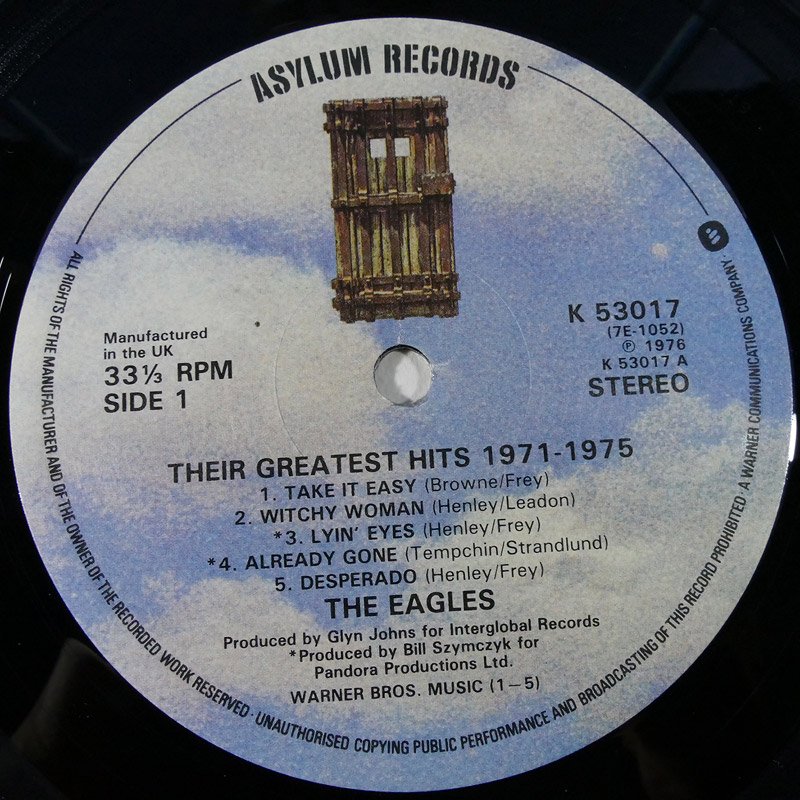 ASYLUM RECORDS
K 53017
(7E-1052)
℗ 1976
K 53017 A
STEREO
Manufactured
in the UK
33⅓ RPM
SIDE 1
THEIR GREATEST HITS 1971-1975
1. TAKE IT EASY (Browne/Frey)
2. WITCHY WOMAN (Henley/Leadon)
*3. LYIN' EYES (Henley/Frey)
*4. ALREADY GONE (Tempchin/Strandlund)
5. DESPERADO (Henley/Frey)
THE EAGLES
Produced by Glyn Johns for Interglobal Records
*Produced by Bill Szymczyk for
Pandora Productions Ltd.
WARNER BROS. MUSIC (1–5)
ALL RIGHTS OF THE MANUFACTURER AND OF THE OWNER OF THE RECORDED WORK RESERVED · UNAUTHORISED COPYING PUBLIC PERFORMANCE AND BROADCASTING OF THIS RECORD PROHIBITED · A WARNER COMMUNICATIONS COMPANY ·